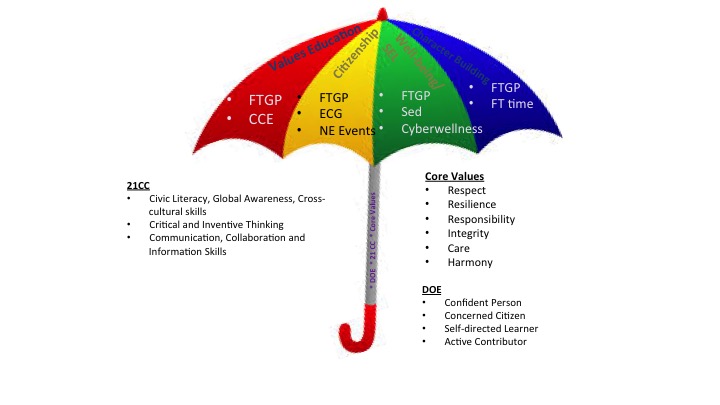 Values Education
Citizenship
Well-being/
SEL
Character Building
• FTGP
• CCE
• FTGP
• ECG
• NE Events
• FTGP
• Sed
• Cyberwellness
• FTGP
• FT time
* DOE * 21 CC * Core Values
21CC
• Civic Literacy, Global Awareness, Cross-
cultural skills
• Critical and Inventive Thinking
• Communication, Collaboration and
Information Skills
Core Values
• Respect
• Resilience
• Responsibility
• Integrity
• Care
• Harmony
DOE
• Confident Person
• Concerned Citizen
• Self-directed Learner
• Active Contributor